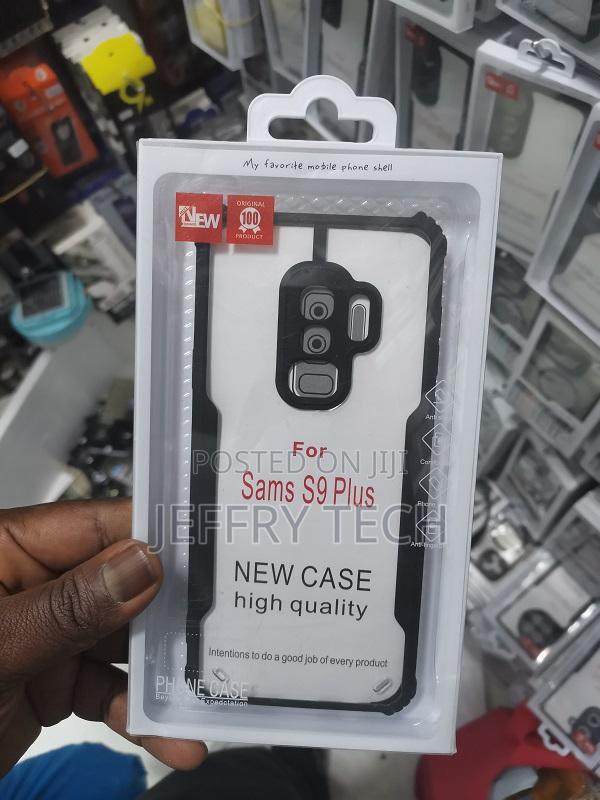 My favorite mobile phone shell
NEW
ORIGINAL
100
PRODUCT
For
POSTED ON JIJI
Sams S9 Plus
JEFFRY TECH
NEW CASE
high quality
Intentions to do a good job of every product
PHONE CASE